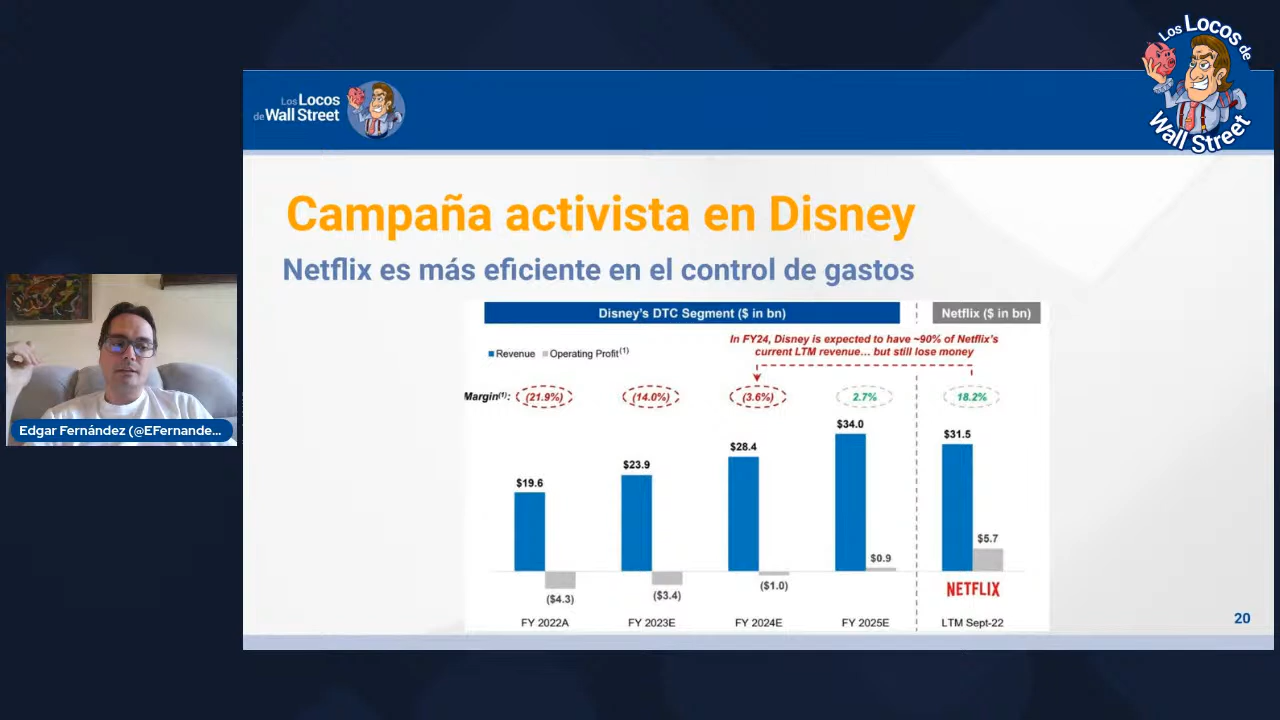 Los Locos de
Wall Street
Los Locos
de Wall Street
Campaña activista en Disney
Netflix es más eficiente en el control de gastos
Disney's DTC Segment ($ in bn)
Netflix ($ in bn)
In FY24, Disney is expected to have ~90% of Netflix's
current LTM revenue... but still lose money
Revenue Operating Profit(1)
Margin(1): (21.9%) (14.0%) (3.6%) 2.7% 18.2%
$19.6 $23.9 $28.4 $34.0 $31.5
($4.3) ($3.4) ($1.0) $0.9 $5.7
NETFLIX
FY 2022A FY 2023E FY 2024E FY 2025E LTM Sept-22
20
Edgar Fernández (@EFernande...